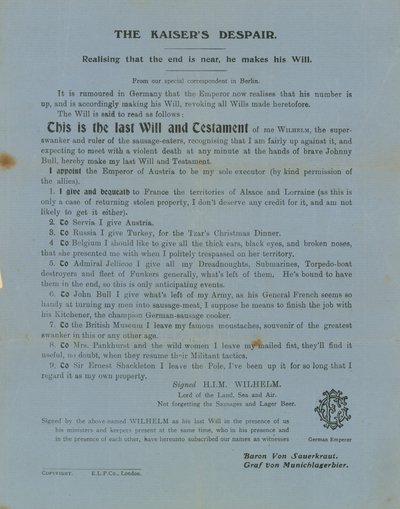 THE KAISER'S DESPAIR.
Realising that the end is near, he makes his Will.
From our special correspondent in Berlin.
It is rumoured in Germany that the Emperor now realises that his number is
up, and is accordingly making his Will, revoking all Wills made heretofore.
The Will is said to read as follows:
This is the last Will and Testament of me WILHELM, the super-
swanker and ruler of the sausage-eaters, recognising that I am fairly up against it, and
expecting to meet with a violent death at any minute at the hands of brave Johnny
Bull, hereby make my last Will and Testament.
I appoint the Emperor of Austria to be my sole executor (by kind permission of
the allies).
1. I give and bequeath to France the territories of Alsace and Lorraine (as this is
only a case of returning stolen property, I don't deserve any credit for it, and am not
likely to get it either).
2. To Servia I give Austria.
3. To Russia I give Turkey, for the Tzar's Christmas Dinner.
4. To Belgium I should like to give all the thick ears, black eyes, and broken noses,
that she presented me with when I politely trespassed on her territory.
5. To Admiral Jellicoe I give all my Dreadnoughts, Submarines, Torpedo-boat
destroyers and fleet of Funkers generally, what's left of them. He's bound to have
them in the end, so this is only anticipating events.
6. To John Bull I give what's left of my Army, as his General French seems so
handy at turning my men into sausage-meat, I suppose he means to finish the job with
his Kitchener, the champion German-sausage cooker.
7. To the British Museum I leave my famous moustaches, souvenir of the greatest
swanker in this or any other age.
8. To Mrs. Pankhurst and the wild women I leave my mailed fist, they'll find it
useful, no doubt, when they resume their Militant tactics.
9. To Sir Ernest Shackleton I leave the Pole, I've been up it for so long that I
regard it as my own property.
Signed H.I.M. WILHELM.
Lord of the Land, Sea and Air.
Not forgetting the Sausages and Lager Beer.
Signed by the above-named WILHELM as his last Will in the presence of us
his ministers and keepers present at the same time, who in his presence and
in the presence of each other, have hereunto subscribed our names as witnesses
German Emperor
Baron Von Sauerkraut.
Graf von Munichlagerbier.
COPYRIGHT. E.L.P.Co., London.